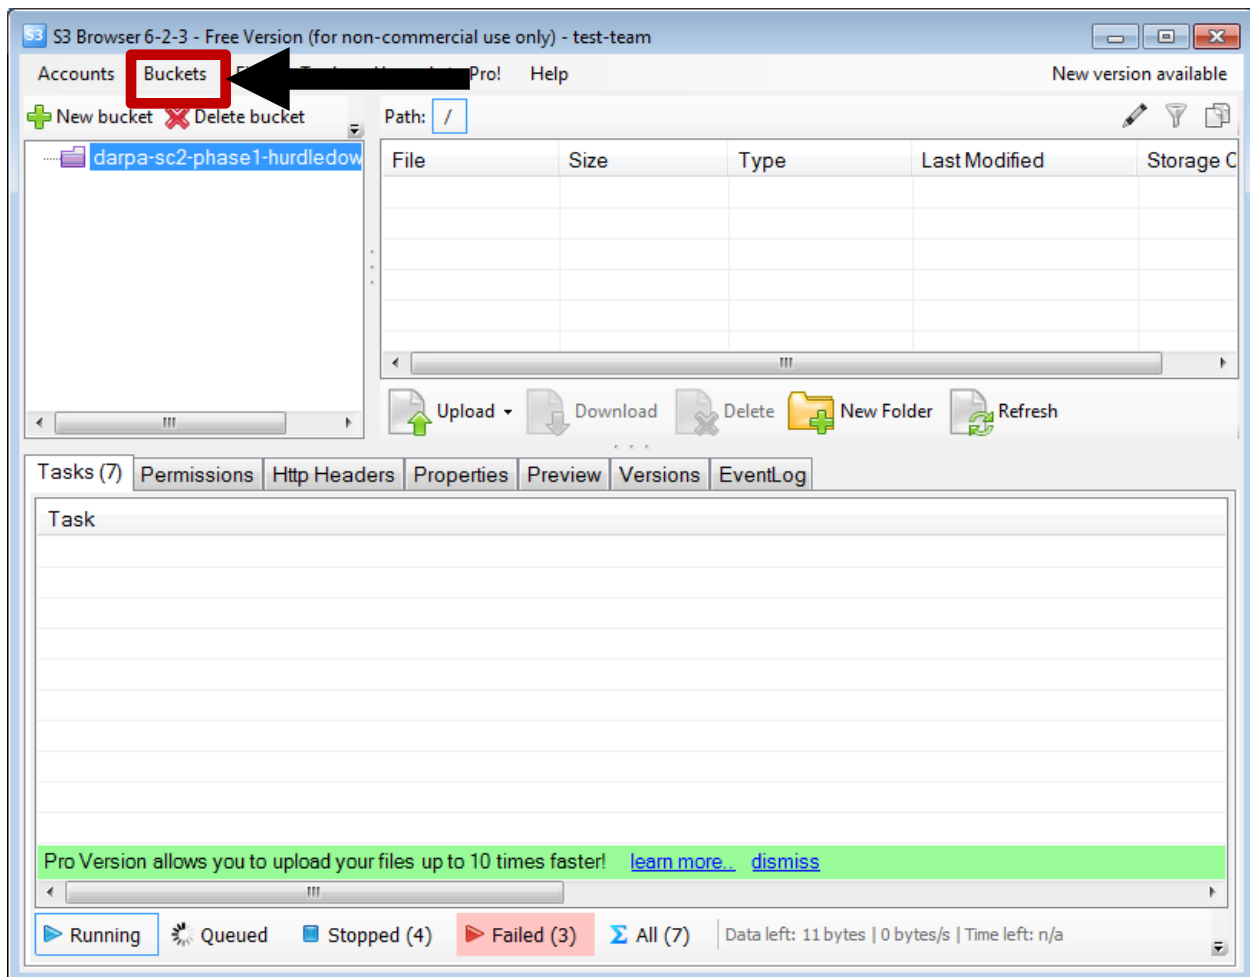 S3 S3 Browser 6-2-3 - Free Version (for non-commercial use only) - test-team
Accounts Buckets Pro! Help New version available
New bucket Delete bucket Path: /
darpa-sc2-phase1-hurdledow
File Size Type Last Modified Storage C
Upload Download Delete New Folder Refresh
Tasks (7) Permissions Http Headers Properties Preview Versions EventLog
Task
Pro Version allows you to upload your files up to 10 times faster! learn more.. dismiss
Running Queued Stopped (4) Failed (3) Σ All (7) Data left: 11 bytes | 0 bytes/s | Time left: n/a